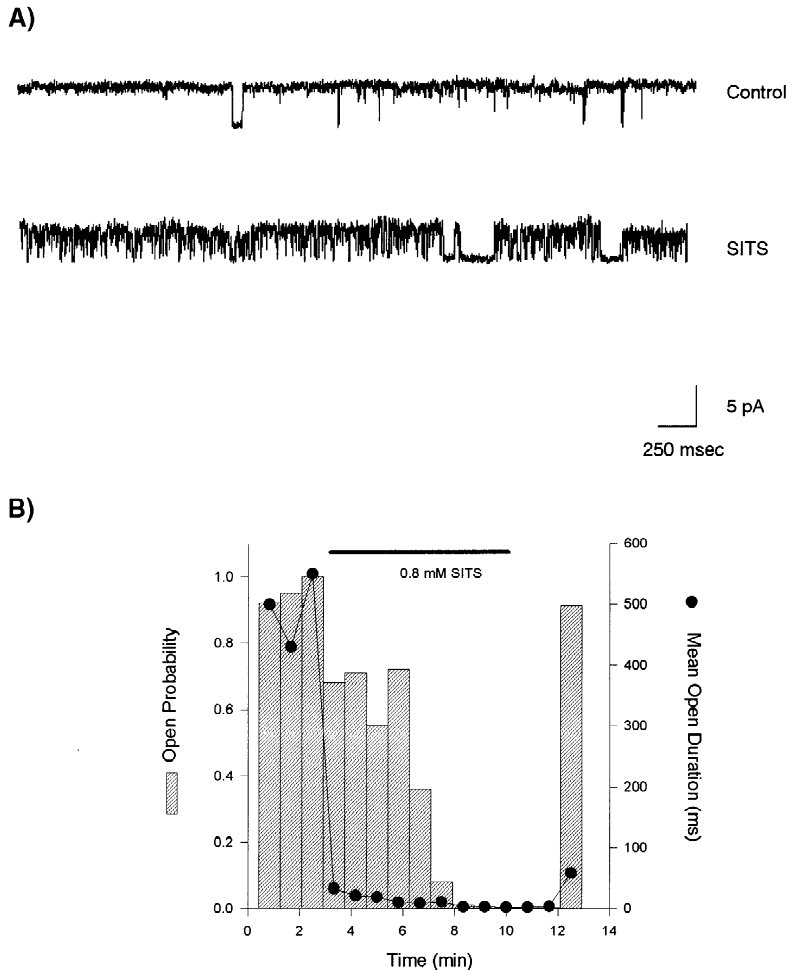 A)
Control
SITS
5 pA
250 msec
B)
0.8 mM SITS
1.0
0.8
0.6
0.4
0.2
0.0
Open Probability
600
500
400
300
200
100
0
Mean Open Duration (ms)
0
2
4
6
8
10
12
14
Time (min)